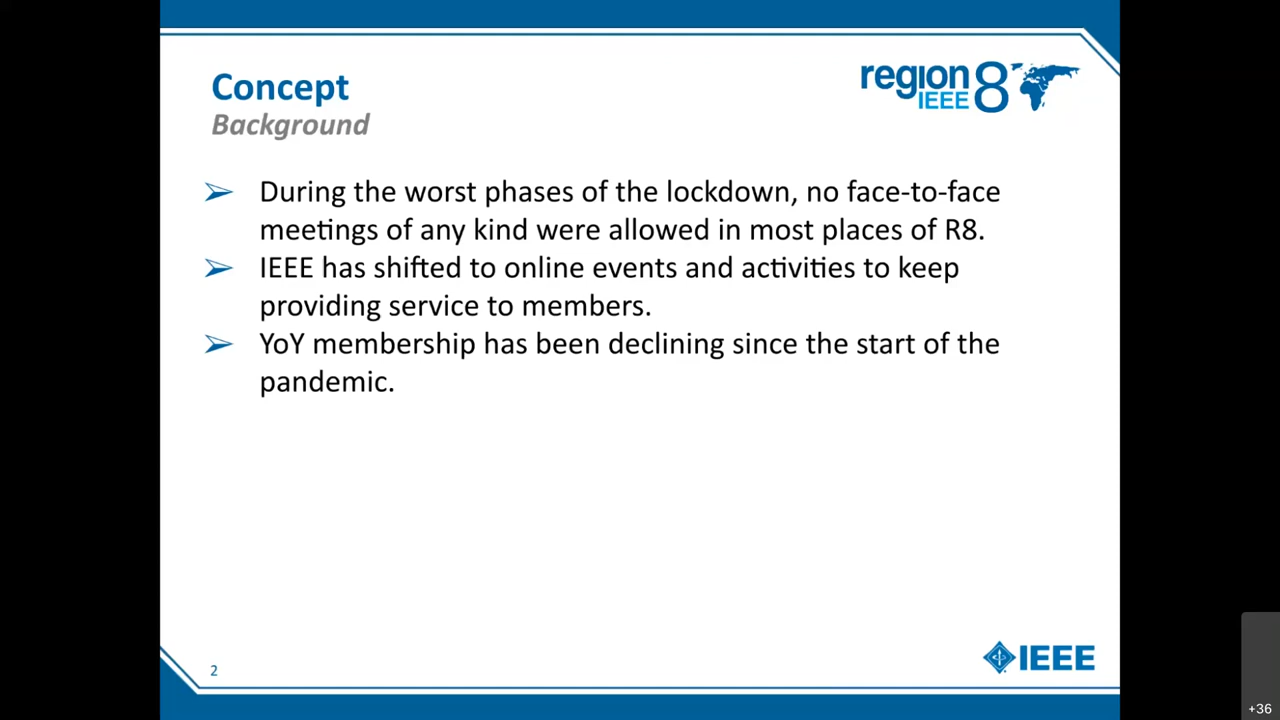 Concept
region 8
IEEE
Background
➢ During the worst phases of the lockdown, no face-to-face
meetings of any kind were allowed in most places of R8.
➢ IEEE has shifted to online events and activities to keep
providing service to members.
➢ YoY membership has been declining since the start of the
pandemic.
2
IEEE
+36